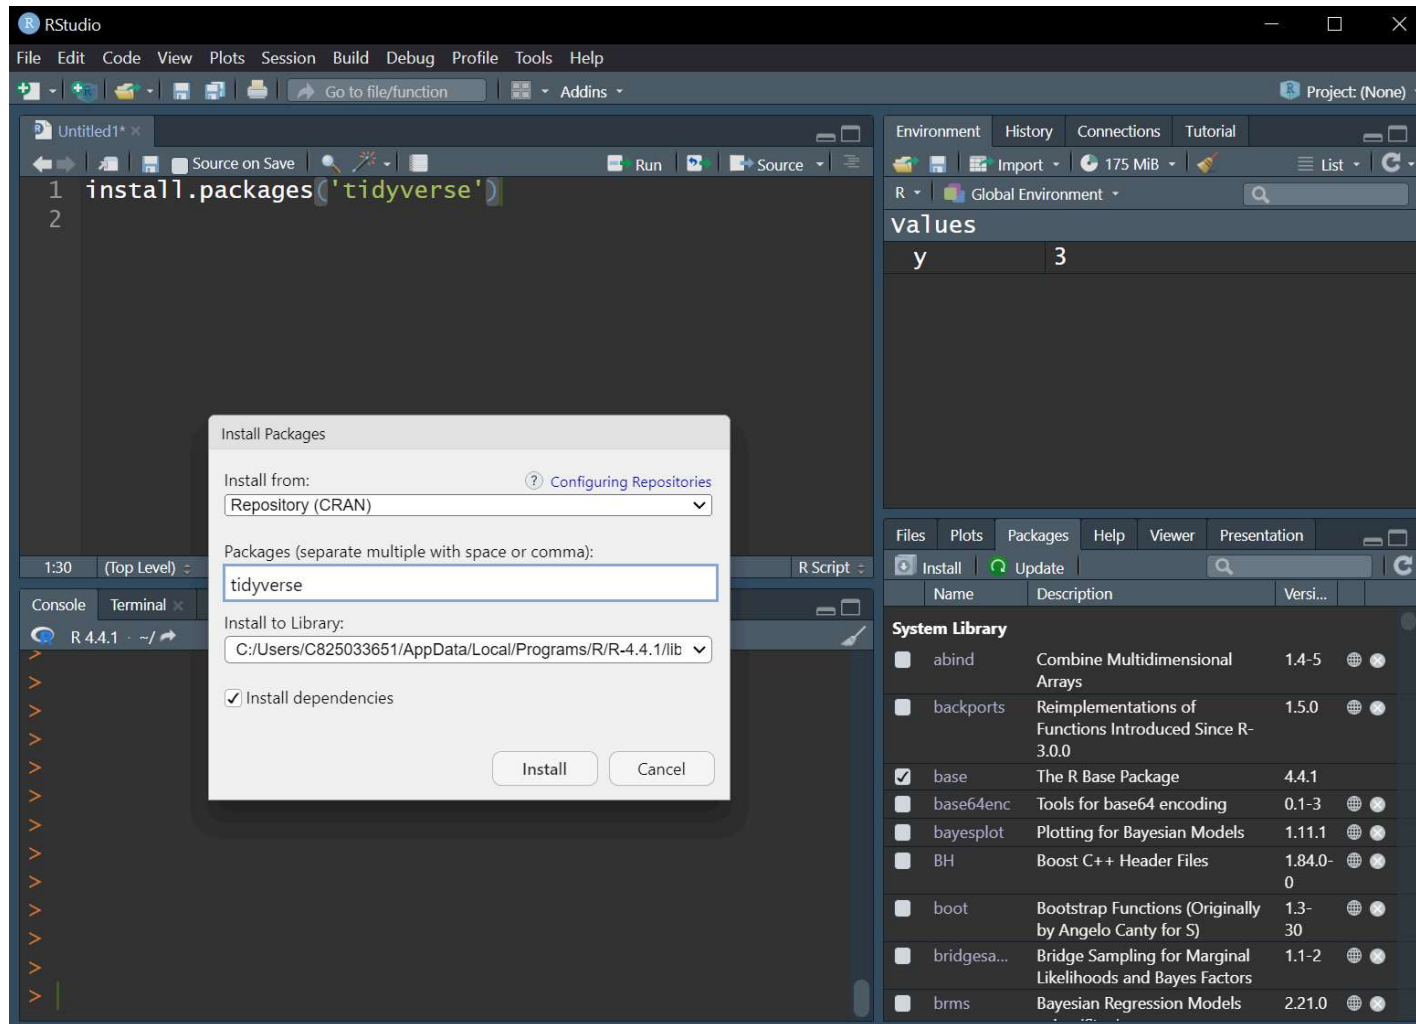 RStudio
File Edit Code View Plots Session Build Debug Profile Tools Help
Go to file/function Addins Project: (None)
Untitled1*
Source on Save Run Source
1 install.packages('tidyverse')
2
1:30 (Top Level) R Script
Console Terminal
R 4.4.1 · ~/
>
>
>
>
>
>
>
>
>
>
>
>
>
Install Packages
Install from: ? Configuring Repositories
Repository (CRAN)
Packages (separate multiple with space or comma):
tidyverse
Install to Library:
C:/Users/C825033651/AppData/Local/Programs/R/R-4.4.1/lib
Install dependencies
Install Cancel
Environment History Connections Tutorial
Import 175 MiB List
R Global Environment
Values
y 3
Files Plots Packages Help Viewer Presentation
Install Update
Name Description Versi...
System Library
abind Combine Multidimensional 1.4-5
Arrays
backports Reimplementations of 1.5.0
Functions Introduced Since R-
3.0.0
base The R Base Package 4.4.1
base64enc Tools for base64 encoding 0.1-3
bayesplot Plotting for Bayesian Models 1.11.1
BH Boost C++ Header Files 1.84.0-
0
boot Bootstrap Functions (Originally 1.3-
by Angelo Canty for S) 30
bridgesa... Bridge Sampling for Marginal 1.1-2
Likelihoods and Bayes Factors
brms Bayesian Regression Models 2.21.0